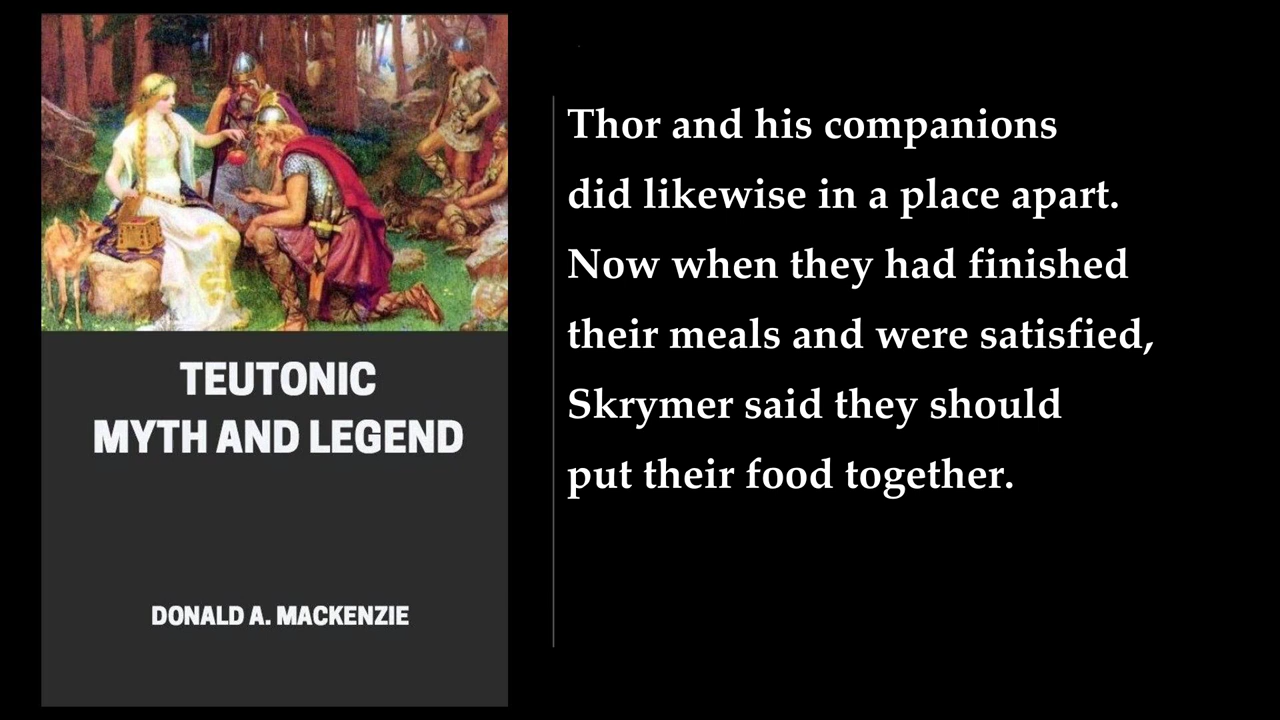 TEUTONIC
MYTH AND LEGEND
DONALD A. MACKENZIE
Thor and his companions
did likewise in a place apart.
Now when they had finished
their meals and were satisfied,
Skrymer said they should
put their food together.